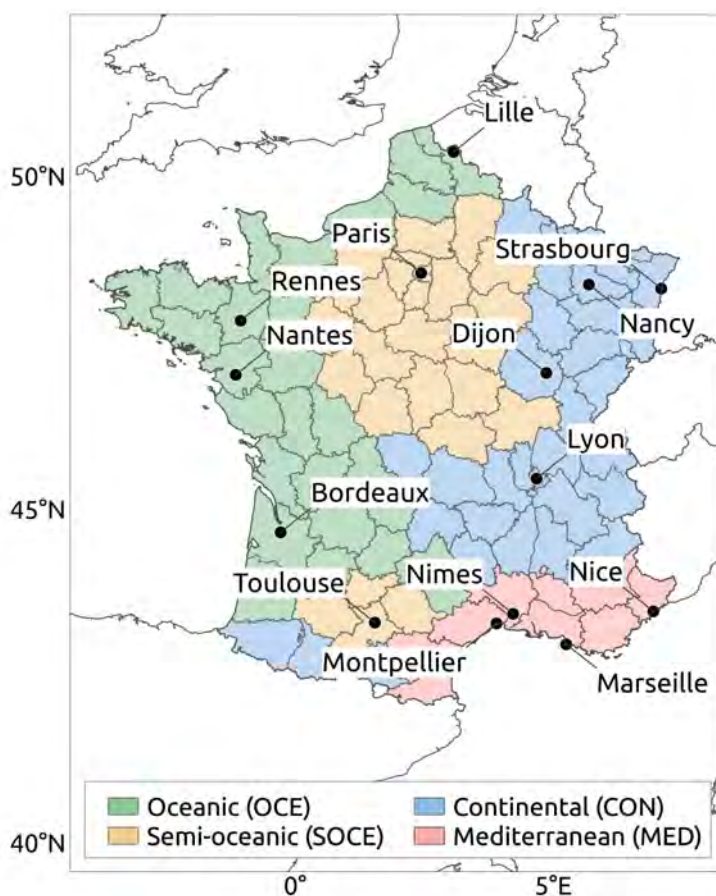 Lille
50°N
Paris
Strasbourg
Rennes
Nantes
Dijon
Nancy
Lyon
45°N
Bordeaux
Toulouse
Nimes
Nice
Montpellier
Marseille
Oceanic (OCE)
Continental (CON)
Semi-oceanic (SOCE)
Mediterranean (MED)
40°N
0°
5°E